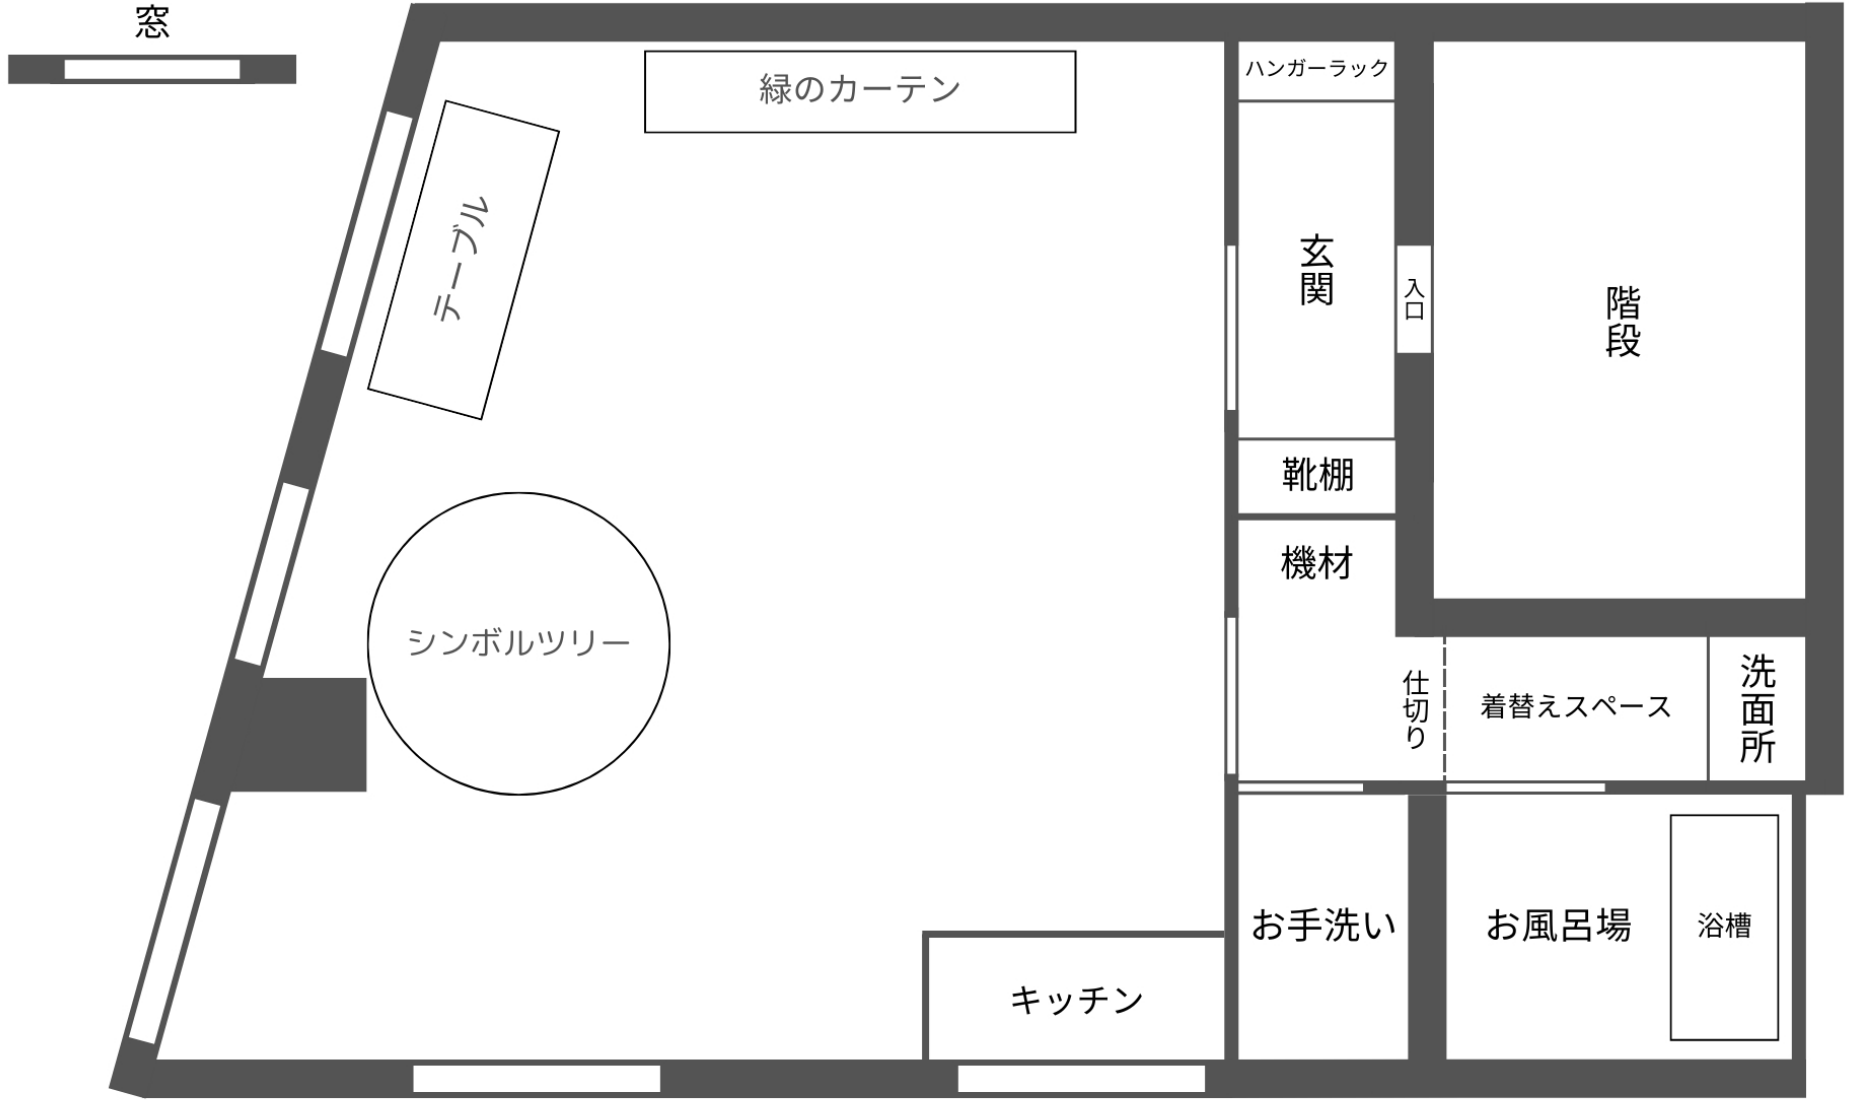 窓
緑のカーテン
ハンガーラック
テーブル
玄関
入口
階段
靴棚
機材
シンボルツリー
仕切り
着替えスペース
洗面所
お手洗い
お風呂場
浴槽
キッチン